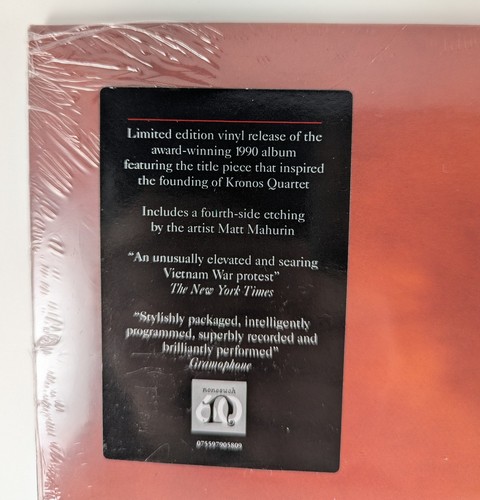 Limited edition vinyl release of the
award-winning 1990 album
featuring the title piece that inspired
the founding of Kronos Quartet
Includes a fourth-side etching
by the artist Matt Mahurin
“An unusually elevated and searing
Vietnam War protest”
The New York Times
“Stylishly packaged, intelligently
programmed, superbly recorded and
brilliantly performed”
Gramophone
nonesuch
n
075597905809